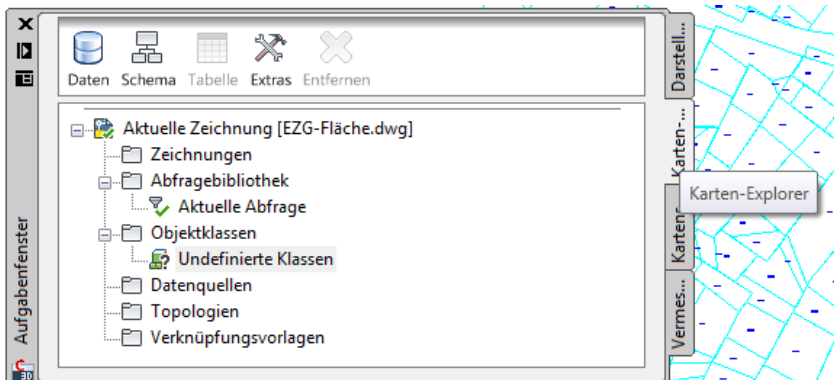 Daten Schema Tabelle Extras Entfernen
Aktuelle Zeichnung [EZG-Fläche.dwg]
Zeichnungen
Abfragebibliothek
Aktuelle Abfrage
Objektklassen
Undefinierte Klassen
Datenquellen
Topologien
Verknüpfungsvorlagen
Aufgabenfenster
Darstell...
Karten-...
Karten-Explorer
Vermes...
3D